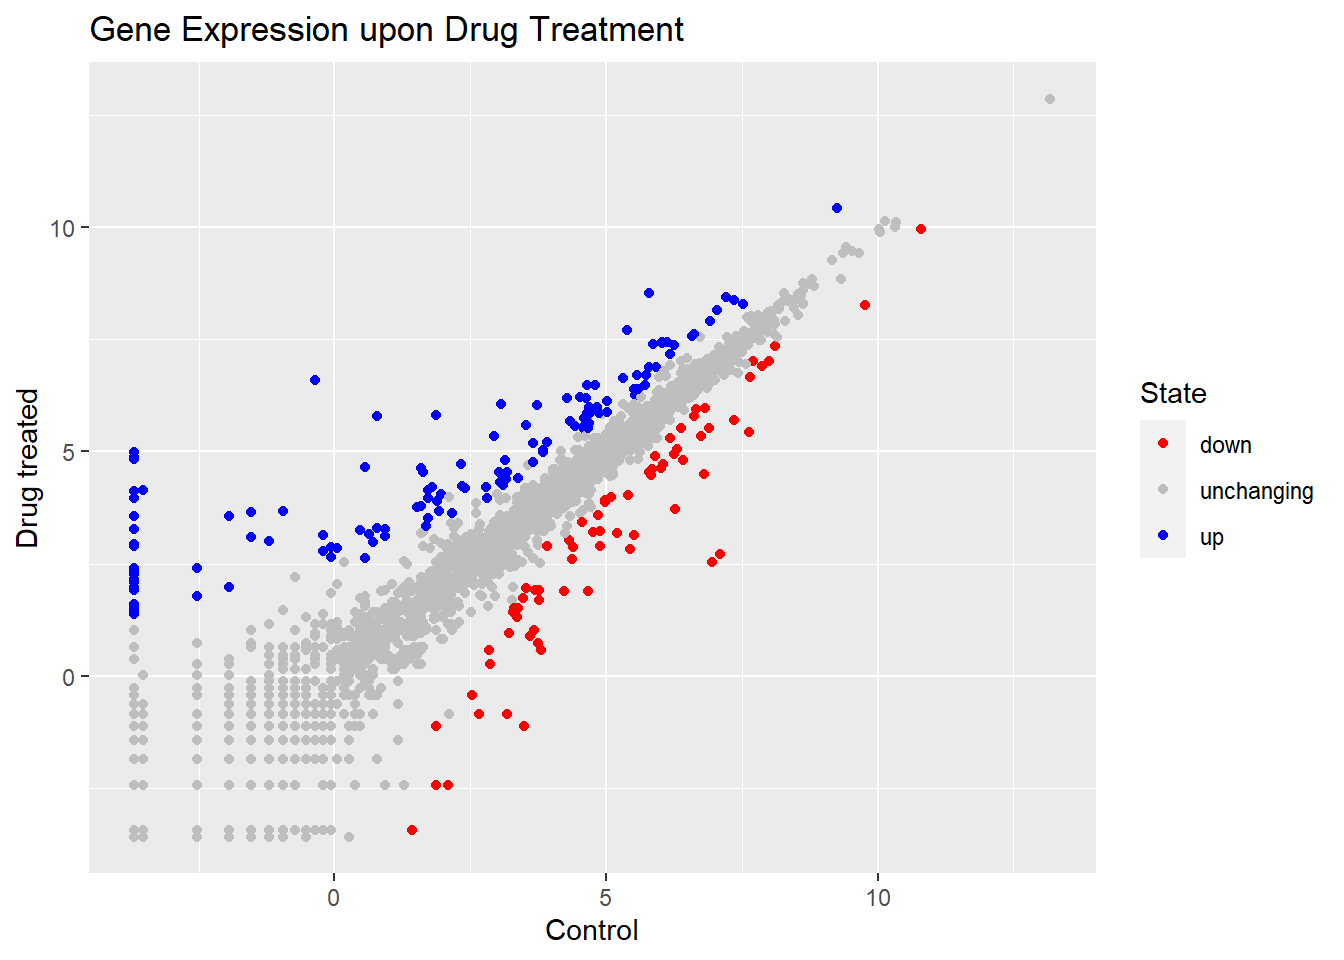 Gene Expression upon Drug Treatment
10
5
0
Drug treated
0 5 10
Control
State
down
unchanging
up